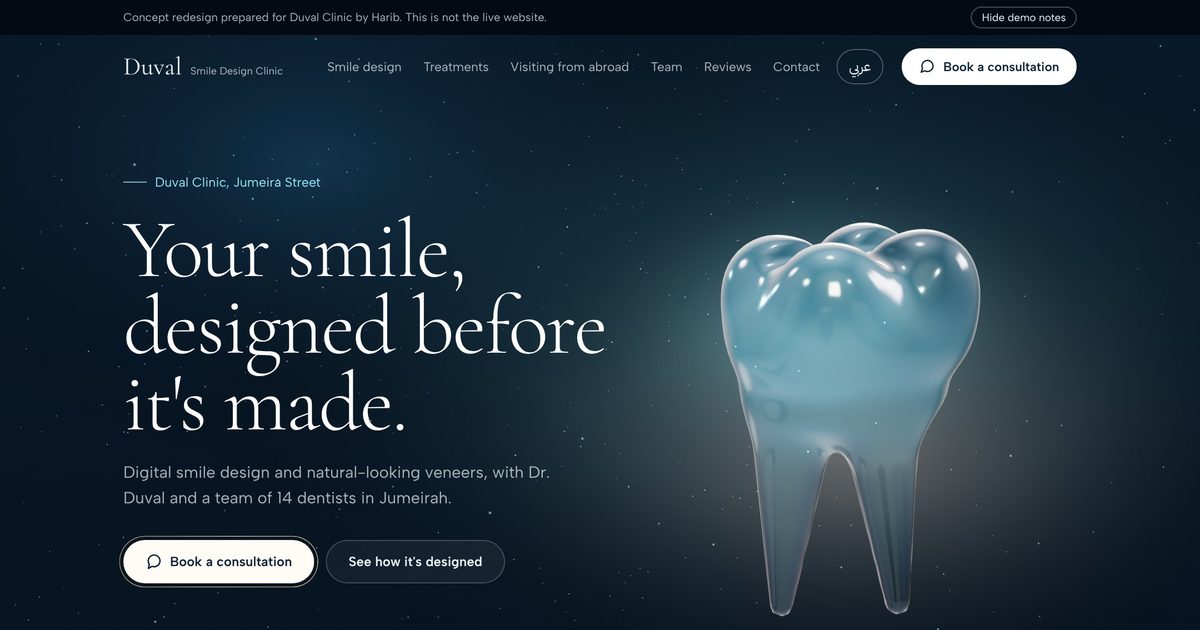 Concept redesign prepared for Duval Clinic by Harib. This is not the live website.
Hide demo notes
Duval Smile Design Clinic
Smile design
Treatments
Visiting from abroad
Team
Reviews
Contact
عربي
Book a consultation
Duval Clinic, Jumeira Street
Your smile,
designed before
it's made.
Digital smile design and natural-looking veneers, with Dr.
Duval and a team of 14 dentists in Jumeirah.
Book a consultation
See how it's designed